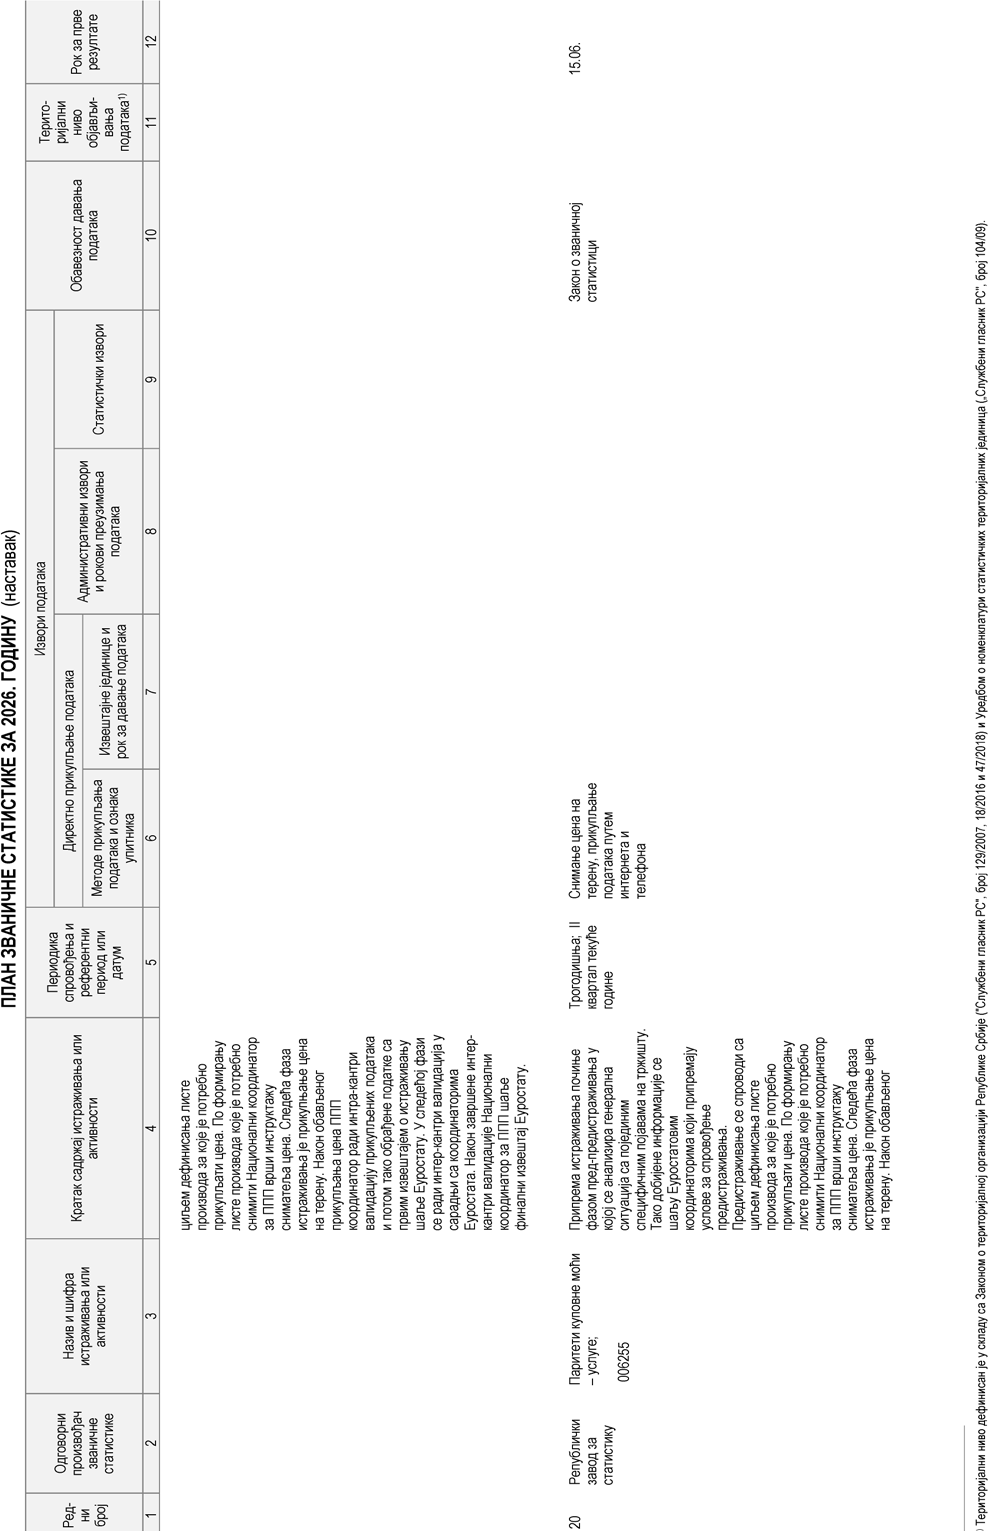 ПЛАН ЗВАНИЧНЕ СТАТИСТИКЕ ЗА 2026. ГОДИНУ (наставак)
Ред-
ни
број
Одговорни
произвођач
званичне
статистике
Назив и шифра
истраживања или
активности
Кратак садржај истраживања или
активности
Периодика
спровођења и
референтни
период или
датум
Извори података
Директно прикупљање података
Методе прикупљања
података и ознака
упитника
Извештајне јединице и
рок за давање података
Административни извори
и рокови преузимања
података
Статистички извори
Обавезност давања
података
Терито-
ријални
ниво
објављи-
вања
података1)
Рок за прве
резултате
1 2 3 4 5 6 7 8 9 10 11 12
циљем дефинисања листе
производа за које је потребно
прикупљати цена. По формирању
листе производа које је потребно
снимити Национални координатор
за ППП врши инструктажу
сниматеља цена. Следећа фаза
истраживања је прикупљање цена
на терену. Након обављеног
прикупљања цена ППП
координатор ради интра-кантри
валидацију прикупљених података
и потом тако обрађене податке са
првим извештајем о истраживању
шаље Еуростату. У следећој фази
се ради интер-кантри валидација у
сарадњи са координаторима
Еуростата. Након завршене интер-
кантри валидације Национални
координатор за ППП шаље
финални извештај Еуростату.
20
Републички
завод за
статистику
Паритети куповне моћи
– услуге;
006255
Припрема истраживања почиње
фазом пред-предистраживања у
којој се анализира генерална
ситуација са појединим
специфичним појавама на тржишту.
Тако добијене информације се
шаљу Еуростатовим
координаторима који припремају
услове за спровођење
предистраживања.
Предистраживање се спроводи са
циљем дефинисања листе
производа за које је потребно
прикупљати цена. По формирању
листе производа које је потребно
снимити Национални координатор
за ППП врши инструктажу
сниматеља цена. Следећа фаза
истраживања је прикупљање цена
на терену. Након обављеног
Трогодишња; II
квартал текуће
године
Снимање цена на
терену, прикупљање
података путем
интернета и
телефона
Закон о званичној
статистици
15.06.
) Територијални ниво дефинисан је у складу са Законом о територијалној организацији Републике Србије ("Службени гласник РС", број 129/2007, 18/2016 и 47/2018) и Уредбом о номенклатури статистичких територијалних јединица („Службени гласник РС", број 104/09).